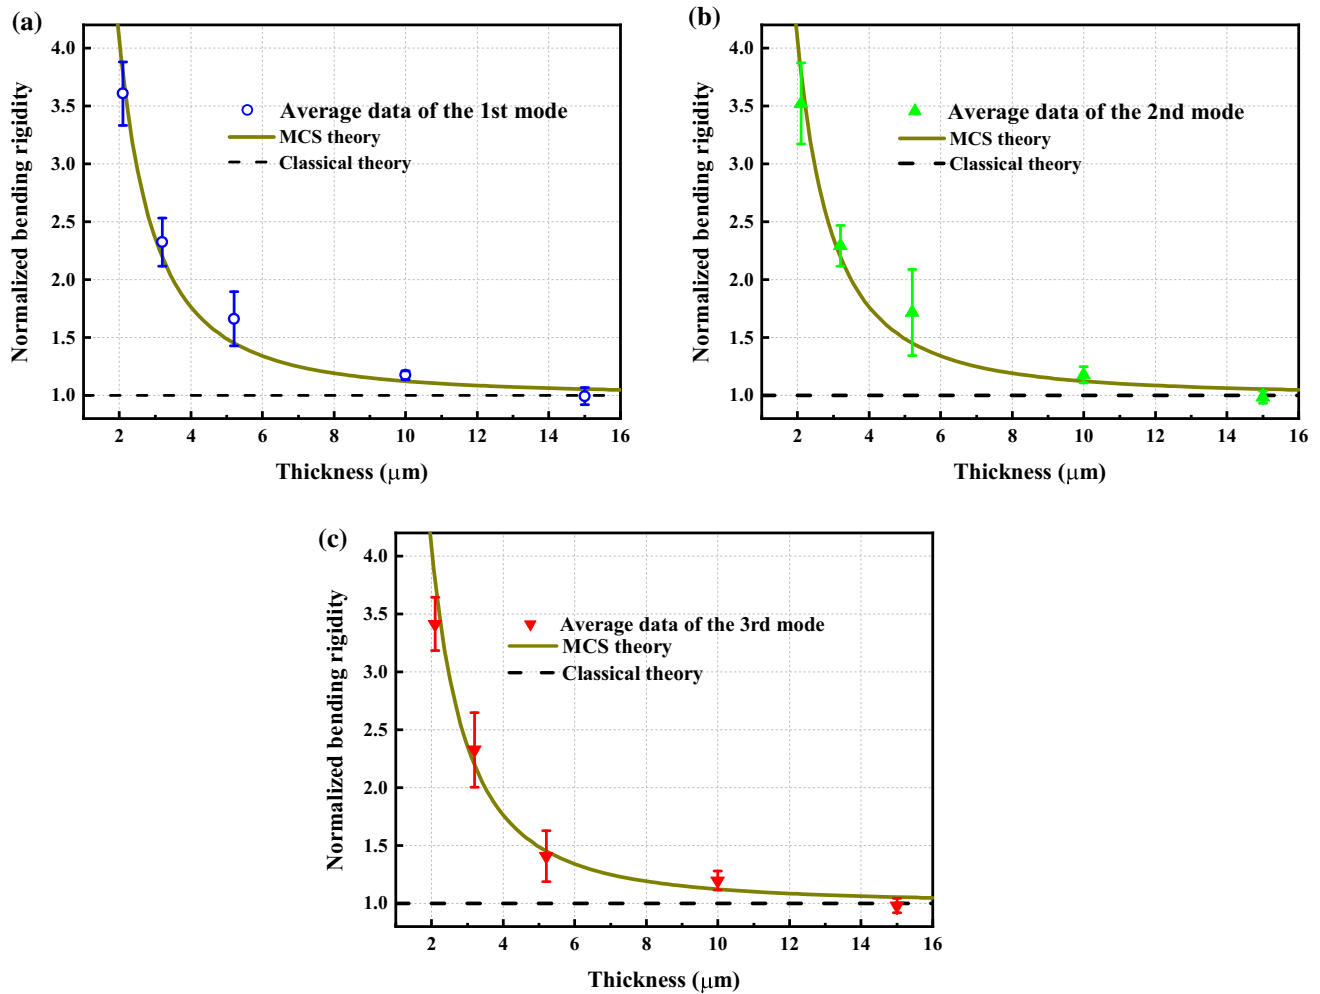 (a)
Normalized bending rigidity
4.0
3.5
3.0
2.5
2.0
1.5
1.0
Average data of the 1st mode
MCS theory
Classical theory
2 4 6 8 10 12 14 16
Thickness (μm)
(b)
Normalized bending rigidity
4.0
3.5
3.0
2.5
2.0
1.5
1.0
Average data of the 2nd mode
MCS theory
Classical theory
2 4 6 8 10 12 14 16
Thickness (μm)
(c)
Normalized bending rigidity
4.0
3.5
3.0
2.5
2.0
1.5
1.0
Average data of the 3rd mode
MCS theory
Classical theory
2 4 6 8 10 12 14 16
Thickness (μm)